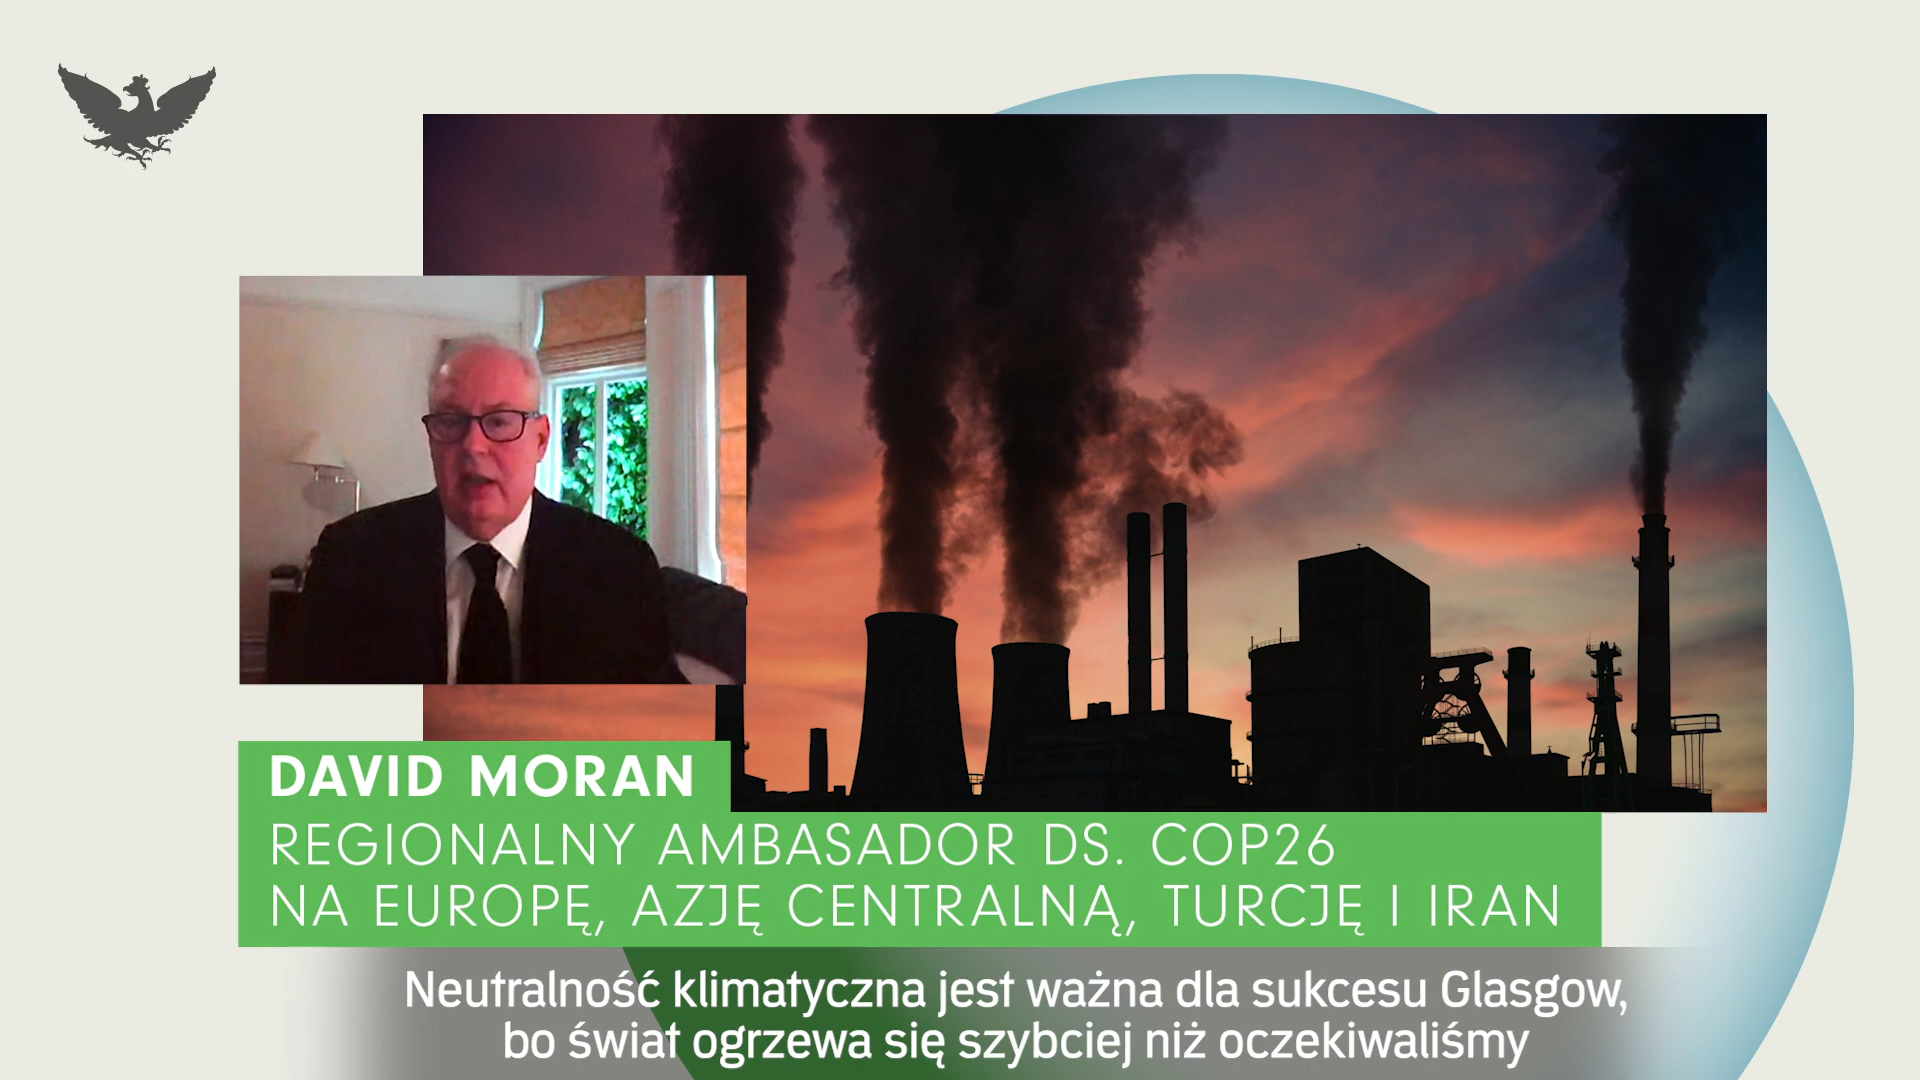 DAVID MORAN
REGIONALNY AMBASADOR DS. COP26
NA EUROPĘ, AZJĘ CENTRALNĄ, TURCJĘ I IRAN
Neutralność klimatyczna jest ważna dla sukcesu Glasgow,
bo świat ogrzewa się szybciej niż oczekiwaliśmy